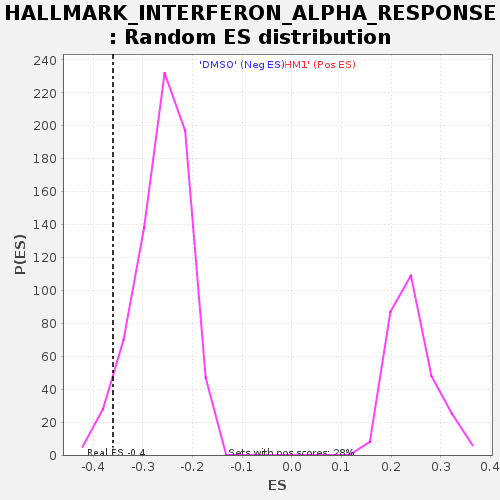 HALLMARK_INTERFERON_ALPHA_RESPONSE
: Random ES distribution
'DMSO' (Neg ES)
HM1' (Pos ES)
240
220
200
180
160
140
120
100
80
60
40
20
0
P(ES)
Real ES -0.4
Sets with pos scores: 28%
-0.4 -0.3 -0.2 -0.1 0.0 0.1 0.2 0.3 0.4
ES